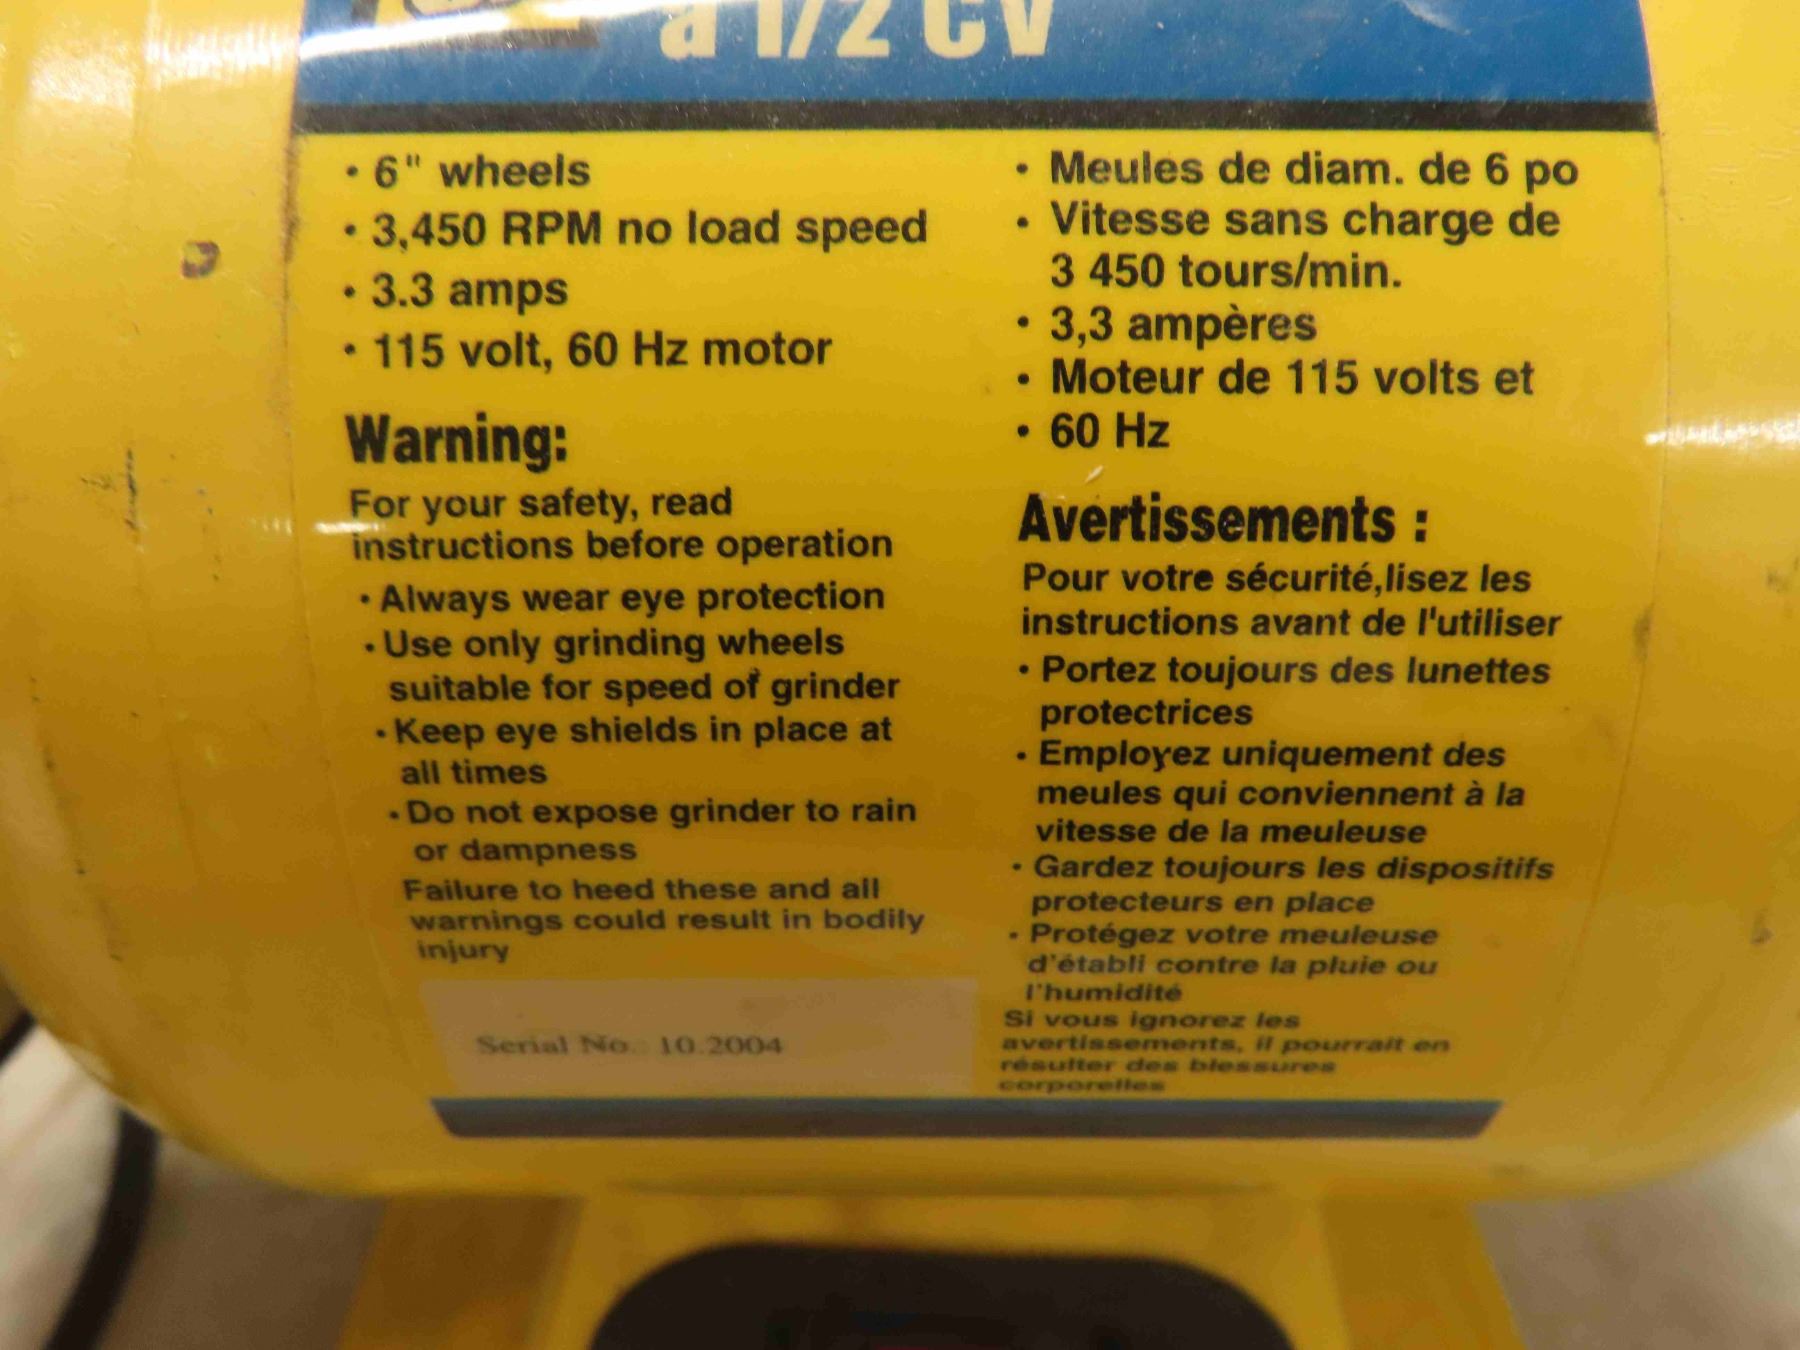 à 1/2 CV
• 6" wheels
• 3,450 RPM no load speed
• 3.3 amps
• 115 volt, 60 Hz motor
Warning:
For your safety, read
instructions before operation
• Always wear eye protection
• Use only grinding wheels
suitable for speed of grinder
• Keep eye shields in place at
all times
• Do not expose grinder to rain
or dampness
Failure to heed these and all
warnings could result in bodily
injury
Serial No. 10.2004
• Meules de diam. de 6 po
• Vitesse sans charge de
3 450 tours/min.
• 3,3 ampères
• Moteur de 115 volts et
• 60 Hz
Avertissements :
Pour votre sécurité,lisez les
instructions avant de l'utiliser
• Portez toujours des lunettes
protectrices
• Employez uniquement des
meules qui conviennent à la
vitesse de la meuleuse
• Gardez toujours les dispositifs
protecteurs en place
• Protégez votre meuleuse
d'établi contre la pluie ou
l'humidité
Si vous ignorez les
avertissements, il pourrait en
résulter des blessures
corporelles